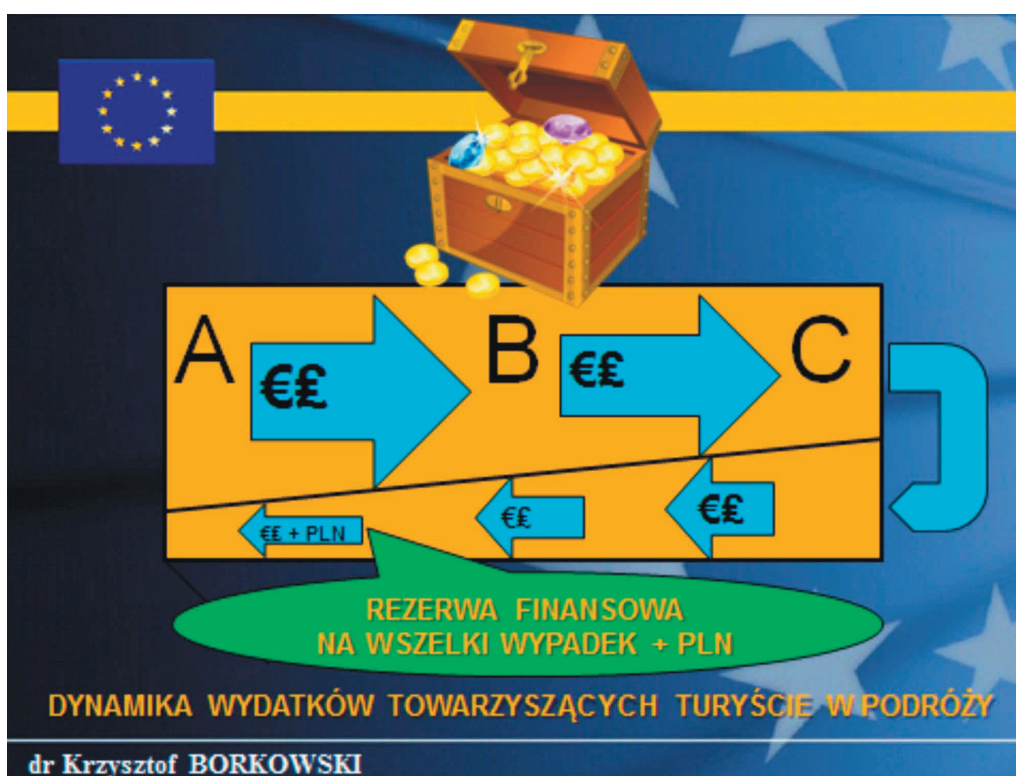 A
€£
B
€£
C
€£ + PLN
€£
€£
REZERWA FINANSOWA
NA WSZELKI WYPADEK + PLN
DYNAMIKA WYDATKÓW TOWARZYSZĄCYCH TURYŚCIE W PODRÓŻY
dr Krzysztof BORKOWSKI